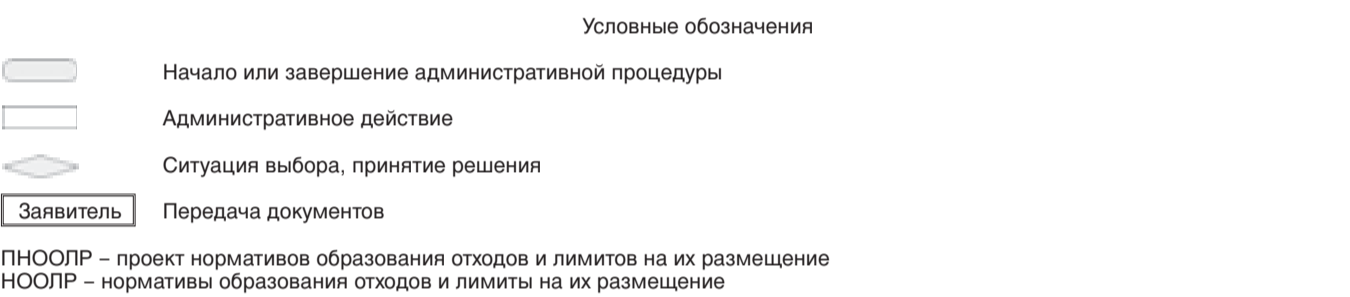 Условные обозначения
Начало или завершение административной процедуры
Административное действие
Ситуация выбора, принятие решения
Заявитель Передача документов
ПНООЛР – проект нормативов образования отходов и лимитов на их размещение
НООЛР – нормативы образования отходов и лимиты на их размещение